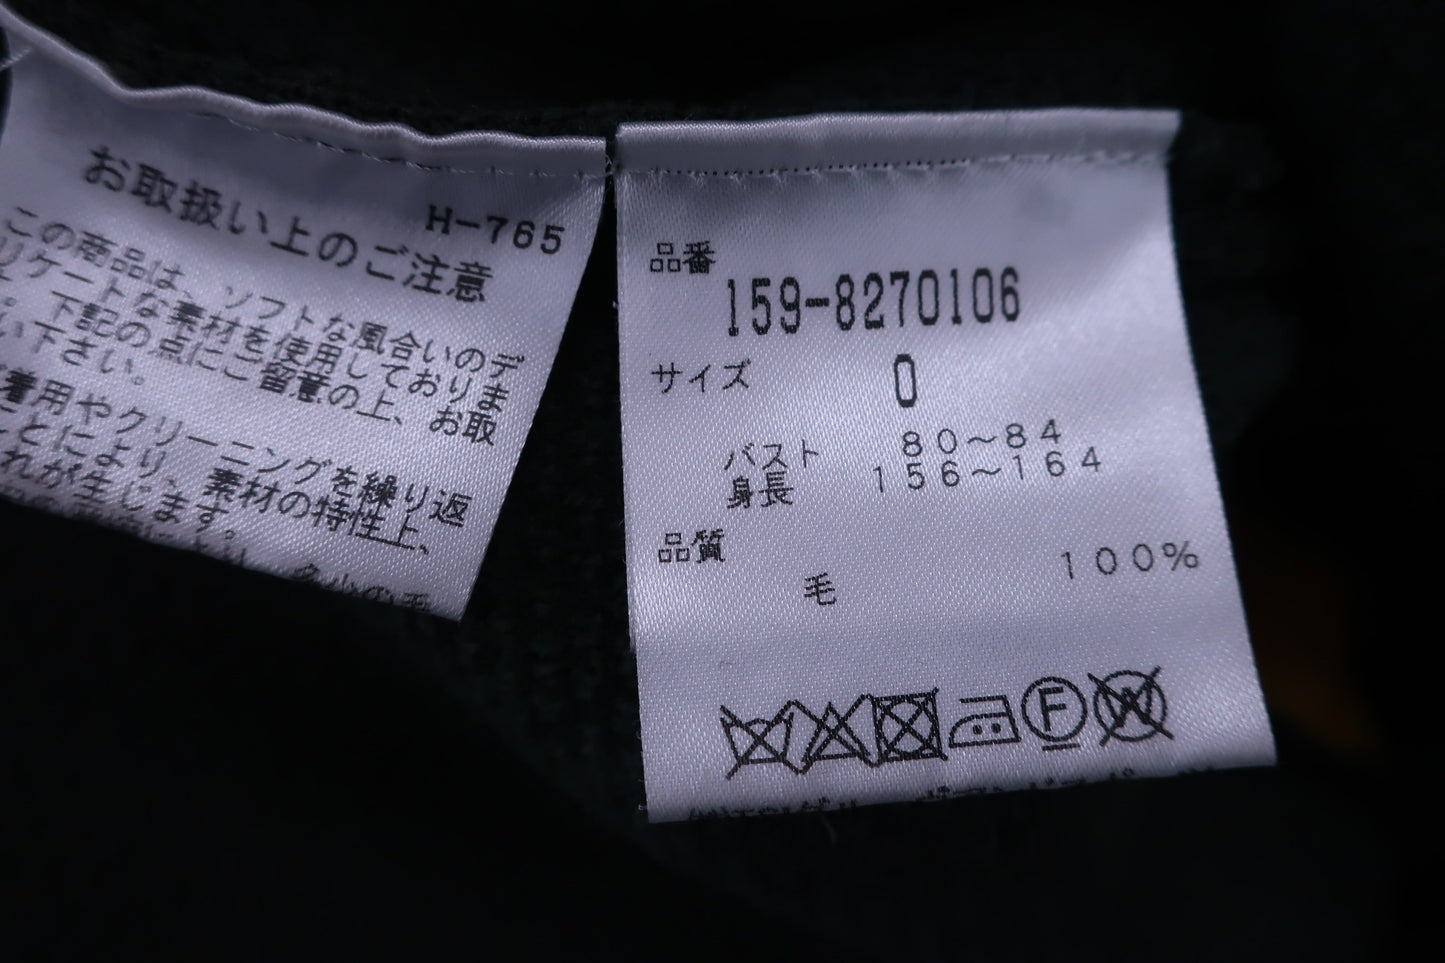 お取扱い上のご注意
H-765
この商品は、ソフトな風合いのデ
リケートな素材を使用しておりま
。下記の点にご留意の上、お取
い下さい。
着用やクリーニングを繰り返
ことにより、素材の特性上、
れが生じます。
多少の毛
品番
159-8270106
サイズ 0
バスト 80〜84
身長 156〜164
品質
毛 100%
F
W